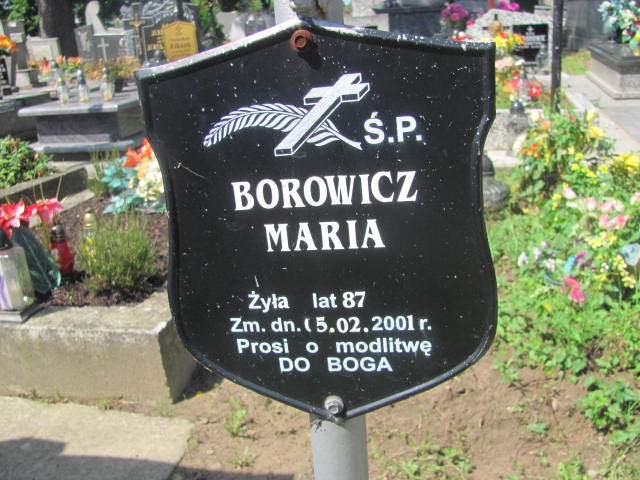 Ś.P.
BOROWICZ
MARIA
Żyła lat 87
Zm. dn. 05.02.2001 r.
Prosi o modlitwę
DO BOGA